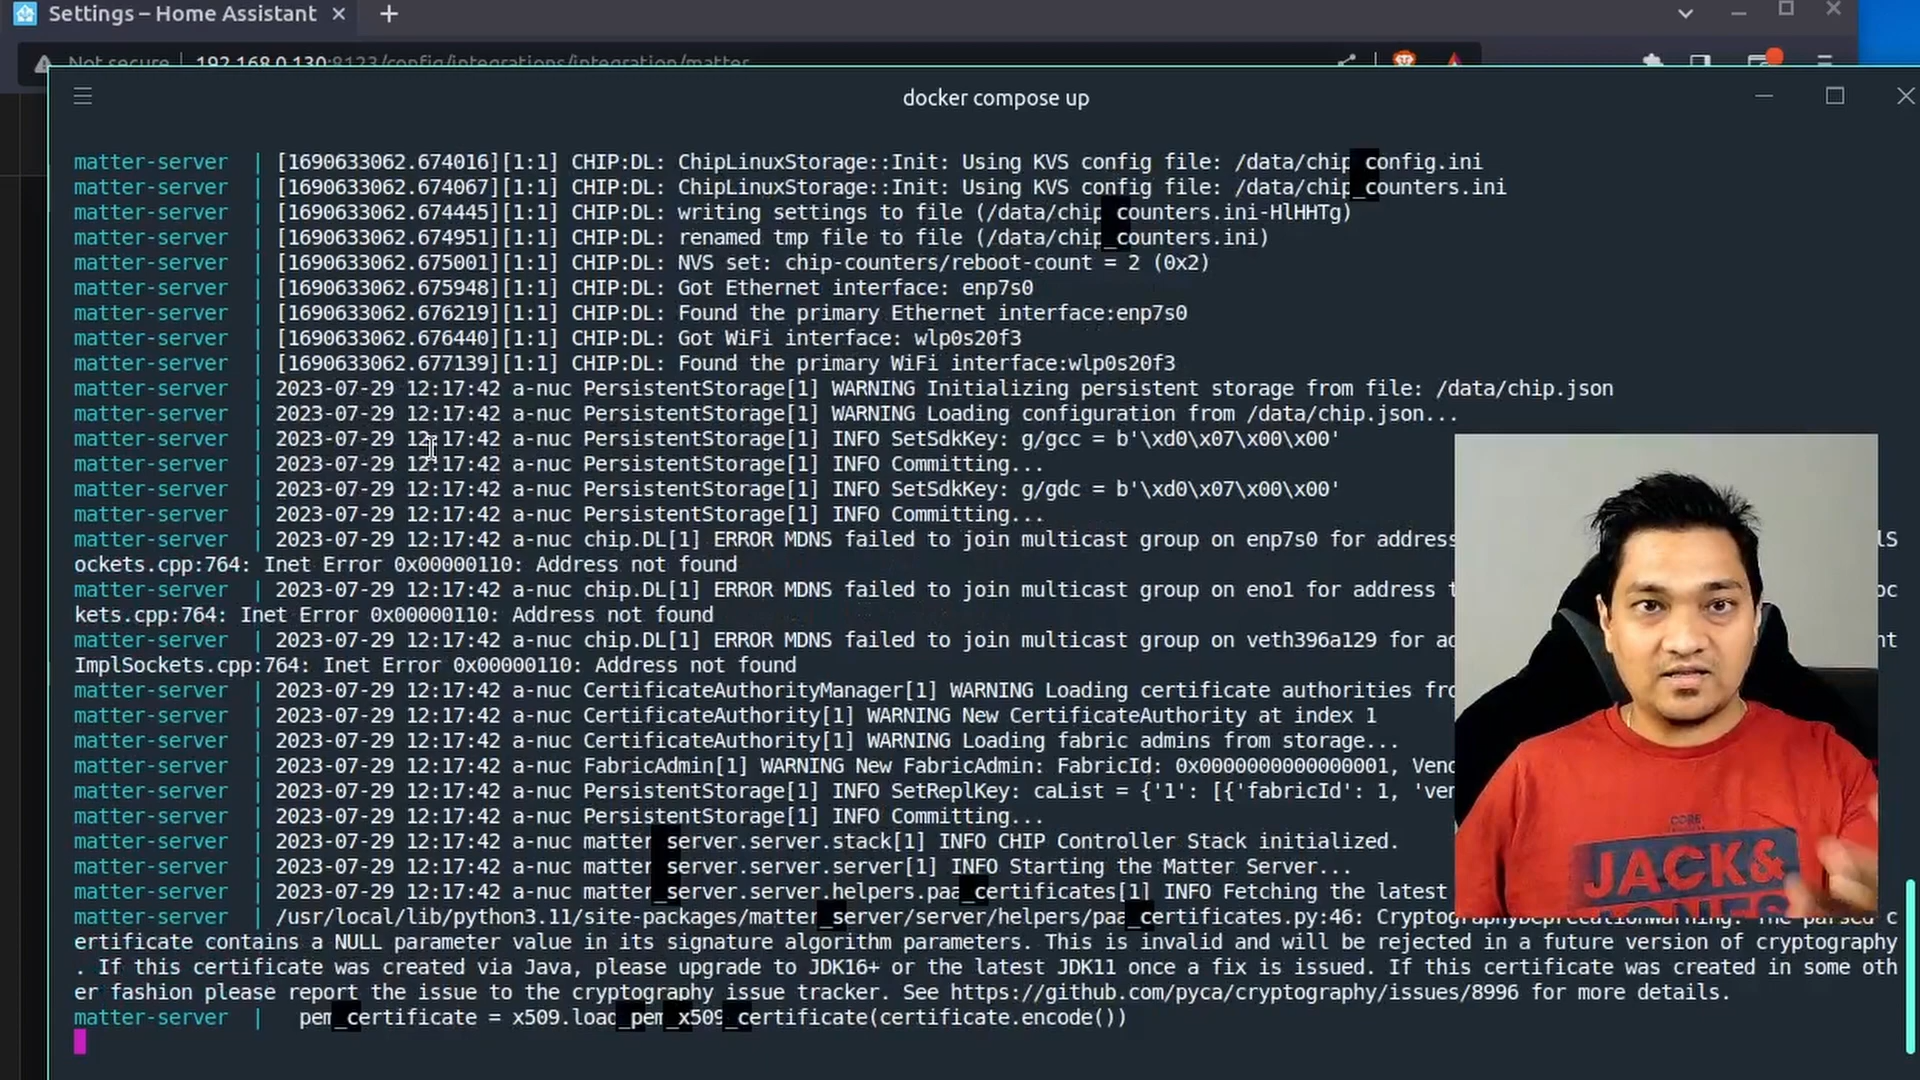 Settings – Home Assistant
Not secure 192.168.0.130:8123/config/integrations/integration/matter
docker compose up
matter-server | [1690633062.674016][1:1] CHIP:DL: ChipLinuxStorage::Init: Using KVS config file: /data/chip_config.ini
matter-server | [1690633062.674067][1:1] CHIP:DL: ChipLinuxStorage::Init: Using KVS config file: /data/chip_counters.ini
matter-server | [1690633062.674445][1:1] CHIP:DL: writing settings to file (/data/chip_counters.ini-HlHHTg)
matter-server | [1690633062.674951][1:1] CHIP:DL: renamed tmp file to file (/data/chip_counters.ini)
matter-server | [1690633062.675001][1:1] CHIP:DL: NVS set: chip-counters/reboot-count = 2 (0x2)
matter-server | [1690633062.675948][1:1] CHIP:DL: Got Ethernet interface: enp7s0
matter-server | [1690633062.676219][1:1] CHIP:DL: Found the primary Ethernet interface:enp7s0
matter-server | [1690633062.676440][1:1] CHIP:DL: Got WiFi interface: wlp0s20f3
matter-server | [1690633062.677139][1:1] CHIP:DL: Found the primary WiFi interface:wlp0s20f3
matter-server | 2023-07-29 12:17:42 a-nuc PersistentStorage[1] WARNING Initializing persistent storage from file: /data/chip.json
matter-server | 2023-07-29 12:17:42 a-nuc PersistentStorage[1] WARNING Loading configuration from /data/chip.json...
matter-server | 2023-07-29 12:17:42 a-nuc PersistentStorage[1] INFO SetSdkKey: g/gcc = b'\xd0\x07\x00\x00'
matter-server | 2023-07-29 12:17:42 a-nuc PersistentStorage[1] INFO Committing...
matter-server | 2023-07-29 12:17:42 a-nuc PersistentStorage[1] INFO SetSdkKey: g/gdc = b'\xd0\x07\x00\x00'
matter-server | 2023-07-29 12:17:42 a-nuc PersistentStorage[1] INFO Committing...
matter-server | 2023-07-29 12:17:42 a-nuc chip.DL[1] ERROR MDNS failed to join multicast group on enp7s0 for address lS
ockets.cpp:764: Inet Error 0x00000110: Address not found
matter-server | 2023-07-29 12:17:42 a-nuc chip.DL[1] ERROR MDNS failed to join multicast group on eno1 for address oc
kets.cpp:764: Inet Error 0x00000110: Address not found
matter-server | 2023-07-29 12:17:42 a-nuc chip.DL[1] ERROR MDNS failed to join multicast group on veth396a129 for ad nt
ImplSockets.cpp:764: Inet Error 0x00000110: Address not found
matter-server | 2023-07-29 12:17:42 a-nuc CertificateAuthorityManager[1] WARNING Loading certificate authorities fro
matter-server | 2023-07-29 12:17:42 a-nuc CertificateAuthority[1] WARNING New CertificateAuthority at index 1
matter-server | 2023-07-29 12:17:42 a-nuc CertificateAuthority[1] WARNING Loading fabric admins from storage...
matter-server | 2023-07-29 12:17:42 a-nuc FabricAdmin[1] WARNING New FabricAdmin: FabricId: 0x0000000000000001, Vend
matter-server | 2023-07-29 12:17:42 a-nuc PersistentStorage[1] INFO SetReplKey: caList = {'1': [{'fabricId': 1, 'ven
matter-server | 2023-07-29 12:17:42 a-nuc PersistentStorage[1] INFO Committing...
matter-server | 2023-07-29 12:17:42 a-nuc matter_server.server.stack[1] INFO CHIP Controller Stack initialized.
matter-server | 2023-07-29 12:17:42 a-nuc matter_server.server.server[1] INFO Starting the Matter Server...
matter-server | 2023-07-29 12:17:42 a-nuc matter_server.server.helpers.paa_certificates[1] INFO Fetching the latest
matter-server | /usr/local/lib/python3.11/site-packages/matter_server/server/helpers/paa_certificates.py:46: CryptographyDeprecationWarning: The parsed c
ertificate contains a NULL parameter value in its signature algorithm parameters. This is invalid and will be rejected in a future version of cryptography
. If this certificate was created via Java, please upgrade to JDK16+ or the latest JDK11 once a fix is issued. If this certificate was created in some oth
er fashion please report the issue to the cryptography issue tracker. See https://github.com/pyca/cryptography/issues/8996 for more details.
matter-server | pem_certificate = x509.load_pem_x509_certificate(certificate.encode())
CORE
JACK&
JONES